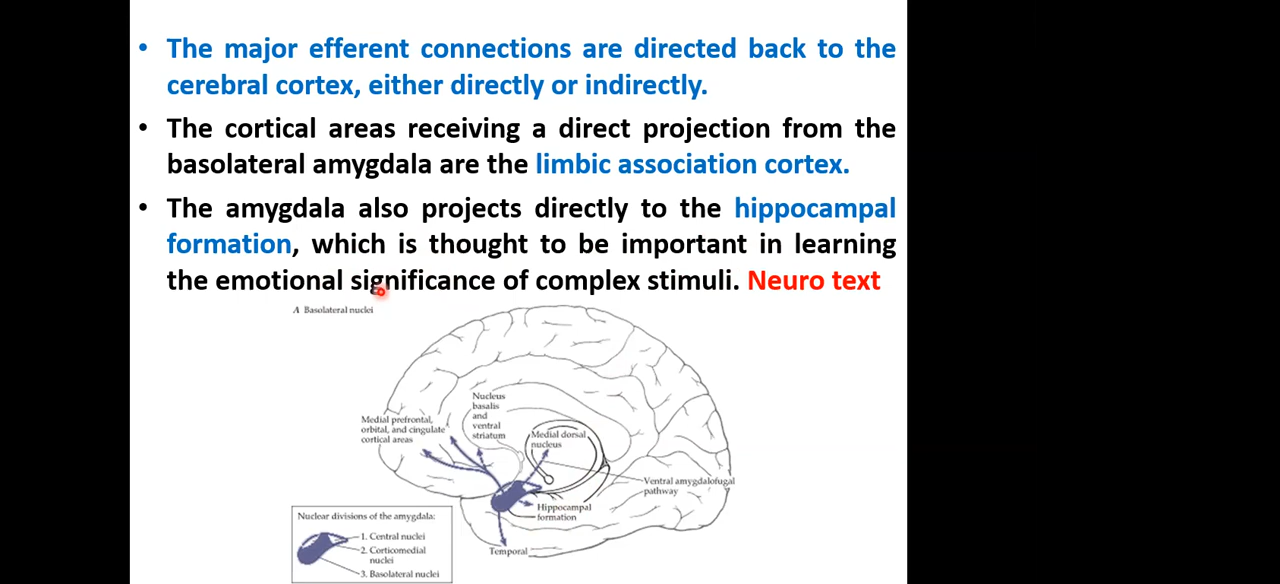 • The major efferent connections are directed back to the
cerebral cortex, either directly or indirectly.
• The cortical areas receiving a direct projection from the
basolateral amygdala are the limbic association cortex.
• The amygdala also projects directly to the hippocampal
formation, which is thought to be important in learning
the emotional significance of complex stimuli. Neuro text
A Basolateral nuclei
Nucleus
basalis
and
ventral
striatum
Medial prefrontal,
orbital, and cingulate
cortical areas
Medial dorsal
nucleus
Ventral amygdalofugal
pathway
Hippocampal
formation
Temporal
Nuclear divisions of the amygdala:
1. Central nuclei
2. Corticomedial
nuclei
3. Basolateral nuclei